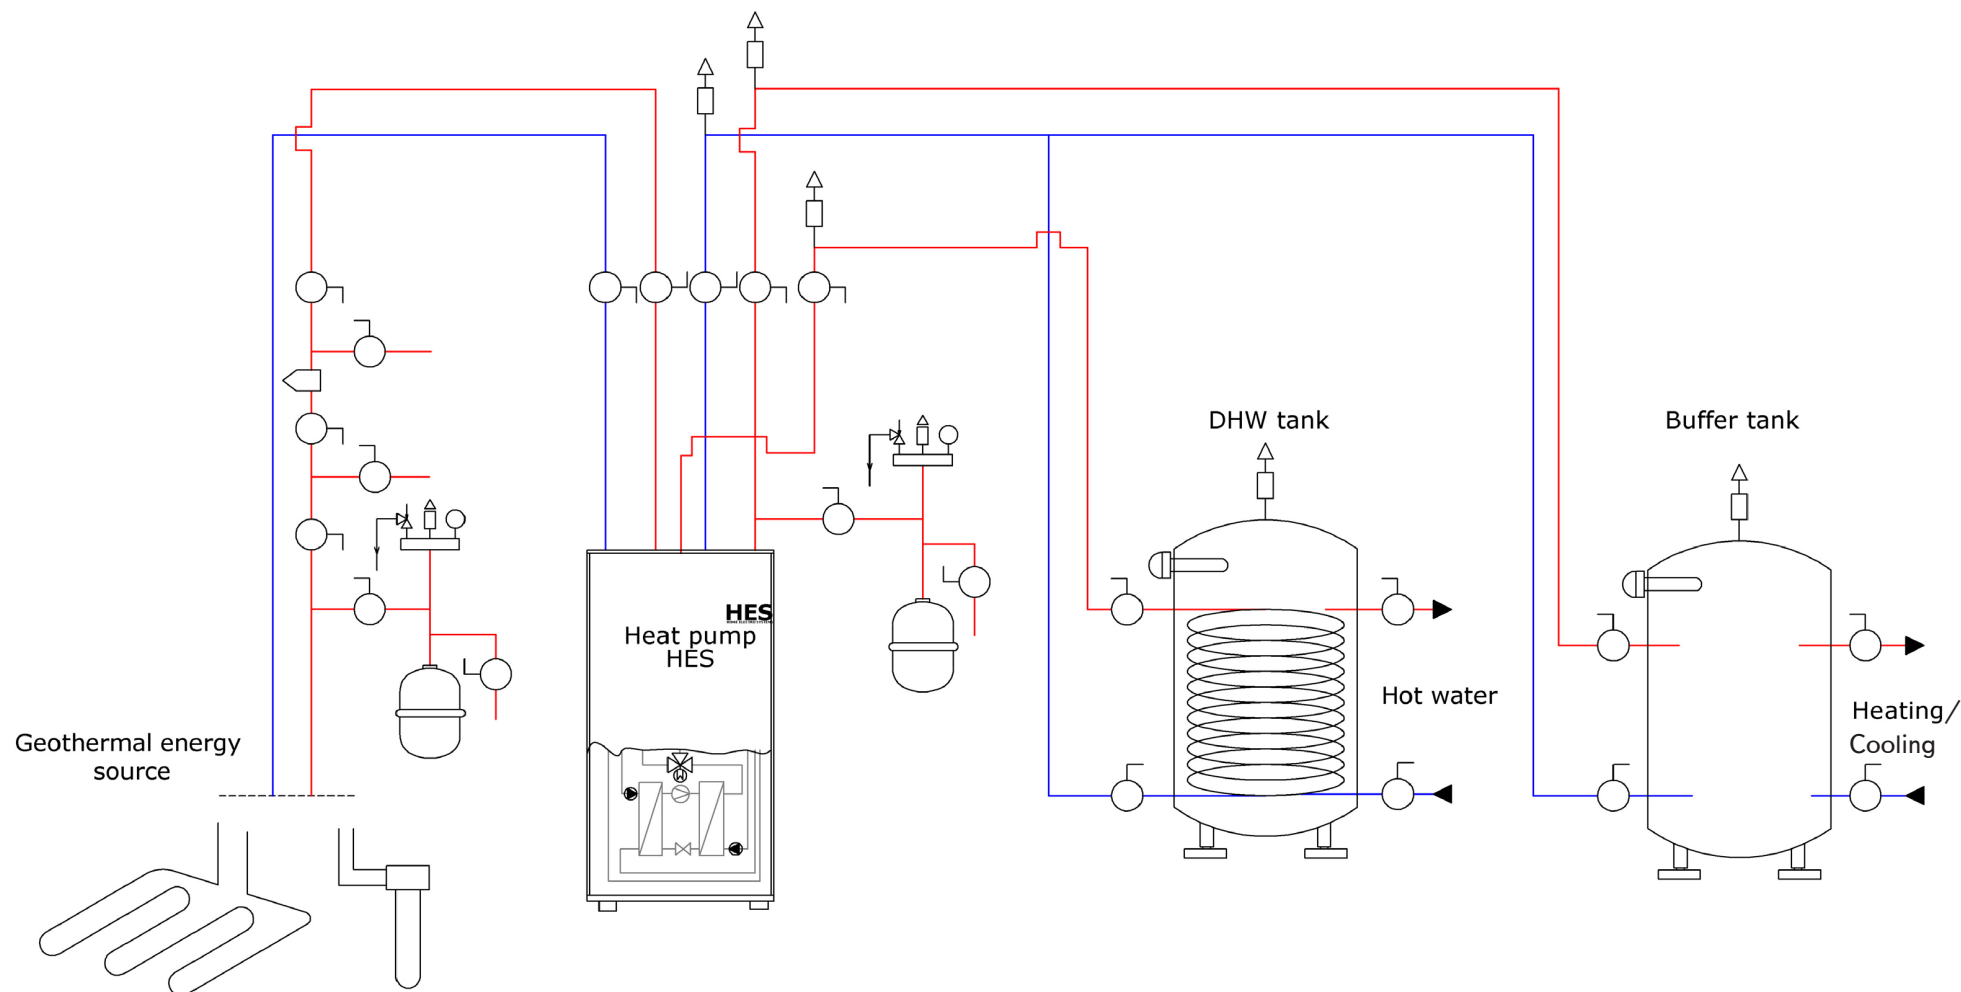 DHW tank
Buffer tank
HES
Heat pump
HES
Hot water
Heating/
Cooling
Geothermal energy
source